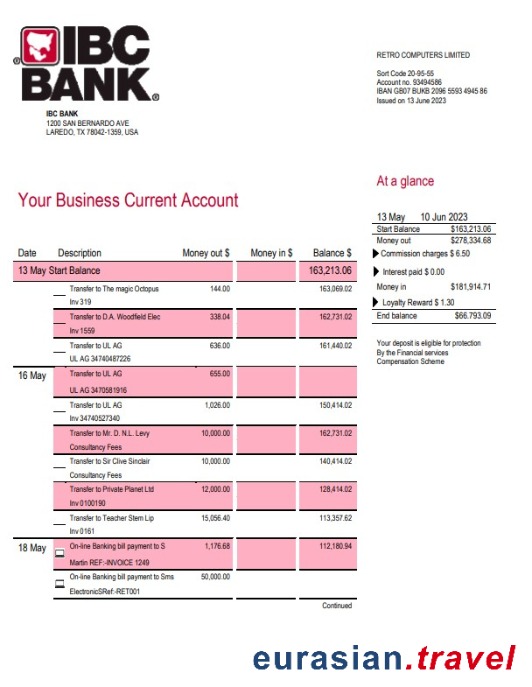 IBC
BANK
IBC BANK
1200 SAN BERNARDO AVE
LAREDO, TX 78042-1359, USA
RETRO COMPUTERS LIMITED
Sort Code 20-95-55
Account no. 93494586
IBAN GB07 BUKB 2096 5593 4945 86
Issued on 13 June 2023
Your Business Current Account
Date Description Money out $ Money in $ Balance $
13 May Start Balance 163,213.06
Transfer to The magic Octopus 144.00 163,069.02
Inv 319
Transfer to D.A. Woodfield Elec 338.04 162,731.02
Inv 1559
Transfer to UL AG 636.00 161,440.02
UL AG 34740487226
16 May Transfer to UL AG 655.00
UL AG 3470581916
Transfer to UL AG 1,026.00 150,414.02
Inv 34740527340
Transfer to Mr. D. N.L. Levy 10,000.00 162,731.02
Consultancy Fees
Transfer to Sir Clive Sinclair 10,000.00 140,414.02
Consultancy Fees
Transfer to Private Planet Ltd 12,000.00 128,414.02
Inv 0100190
Transfer to Teacher Stem Lip 15,056.40 113,357.62
Inv 0161
18 May On-line Banking bill payment to S 1,176.68 112,180.94
Martin REF:-INVOICE 1249
On-line Banking bill payment to Sms 50,000.00
ElectronicSRef:-RET001
Continued
At a glance
13 May 10 Jun 2023
Start Balance $163,213.06
Money out $278,334.68
Commission charges $ 6.50
Interest paid $ 0.00
Money in $181,914.71
Loyalty Reward $ 1.30
End balance $66.793.09
Your deposit is eligible for protection
By the Financial services
Compensation Scheme
eurasian.travel